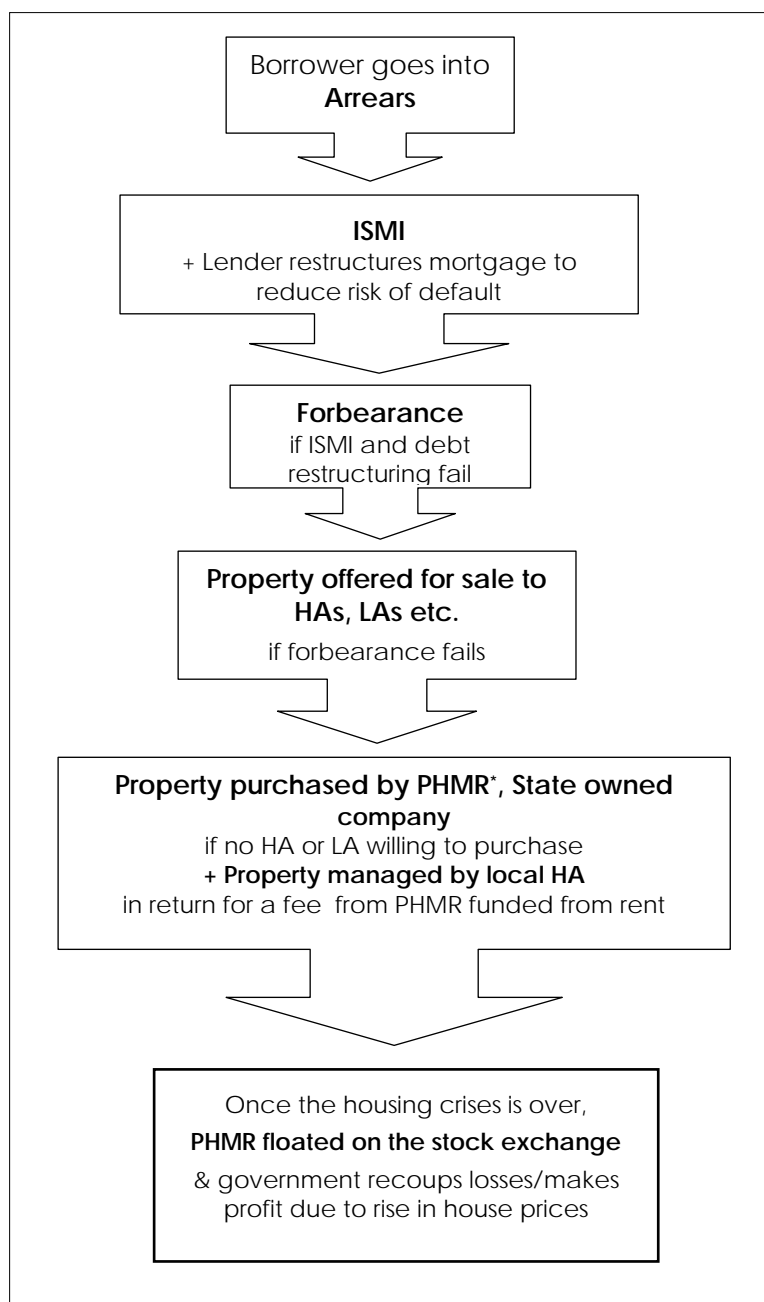 Borrower goes into
Arrears
ISMI
+ Lender restructures mortgage to
reduce risk of default
Forbearance
if ISMI and debt
restructuring fail
Property offered for sale to
HAs, LAs etc.
if forbearance fails
Property purchased by PHMR*, State owned
company
if no HA or LA willing to purchase
+ Property managed by local HA
in return for a fee from PHMR funded from rent
Once the housing crises is over,
PHMR floated on the stock exchange
& government recoups losses/makes
profit due to rise in house prices